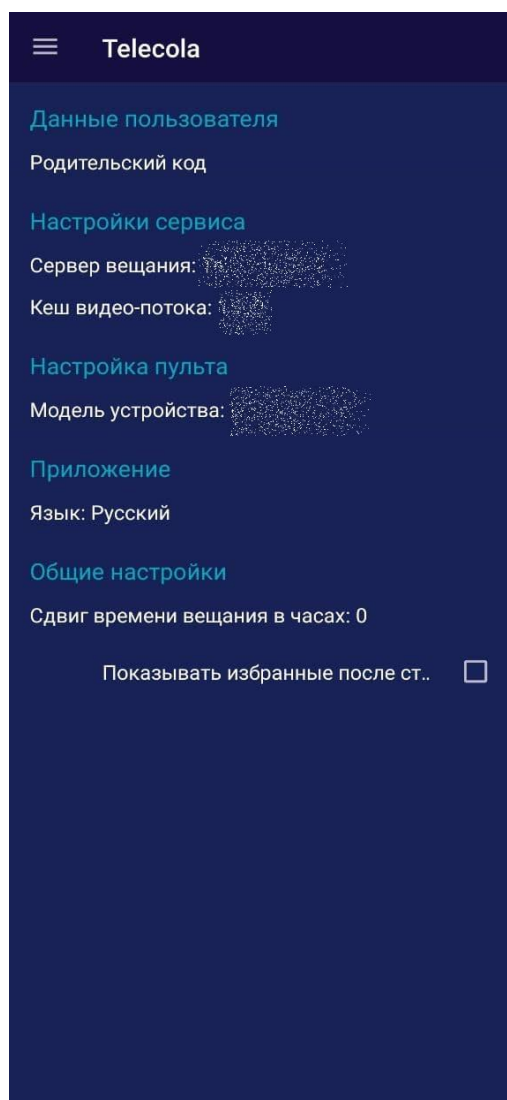 Telecola
Данные пользователя
Родительский код
Настройки сервиса
Сервер вещания:
Кеш видео-потока:
Настройка пульта
Модель устройства:
Приложение
Язык: Русский
Общие настройки
Сдвиг времени вещания в часах: 0
Показывать избранные после ст..